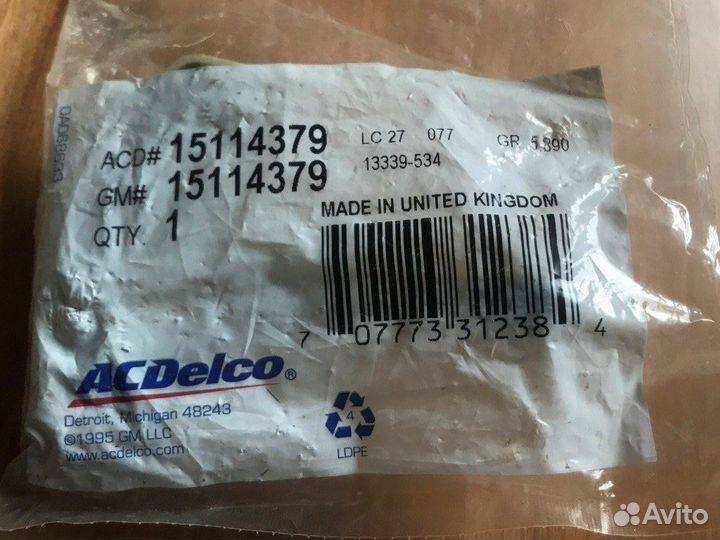 ACD# 15114379
GM# 15114379
QTY. 1
LC 27 077 GR 5.890
13339-534
MADE IN UNITED KINGDOM
7 07773 31238 4
ACDelco®
Detroit, Michigan 48243
©1995 GM LLC
www.acdelco.com
4
LDPE
Avito